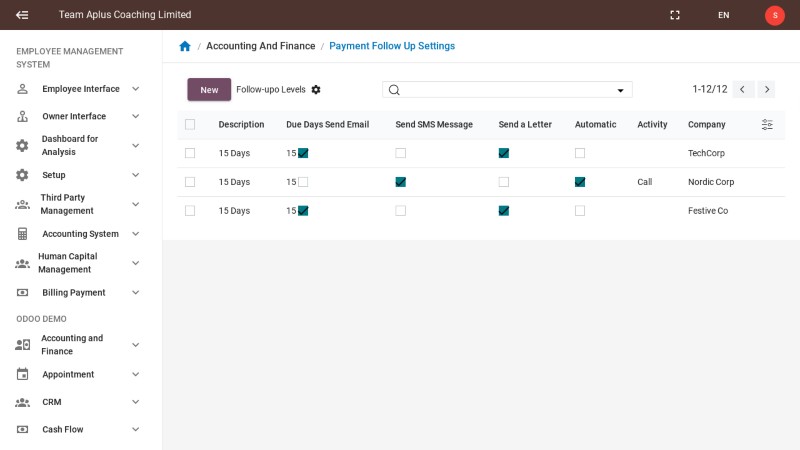 Team Aplus Coaching Limited
EN
S
EMPLOYEE MANAGEMENT
SYSTEM
Employee Interface
Owner Interface
Dashboard for
Analysis
Setup
Third Party
Management
Accounting System
Human Capital
Management
Billing Payment
ODOO DEMO
Accounting and
Finance
Appointment
CRM
Cash Flow
/ Accounting And Finance / Payment Follow Up Settings
New Follow-upo Levels
1-12/12
Description Due Days Send Email Send SMS Message Send a Letter Automatic Activity Company
15 Days 15 TechCorp
15 Days 15 Call Nordic Corp
15 Days 15 Festive Co